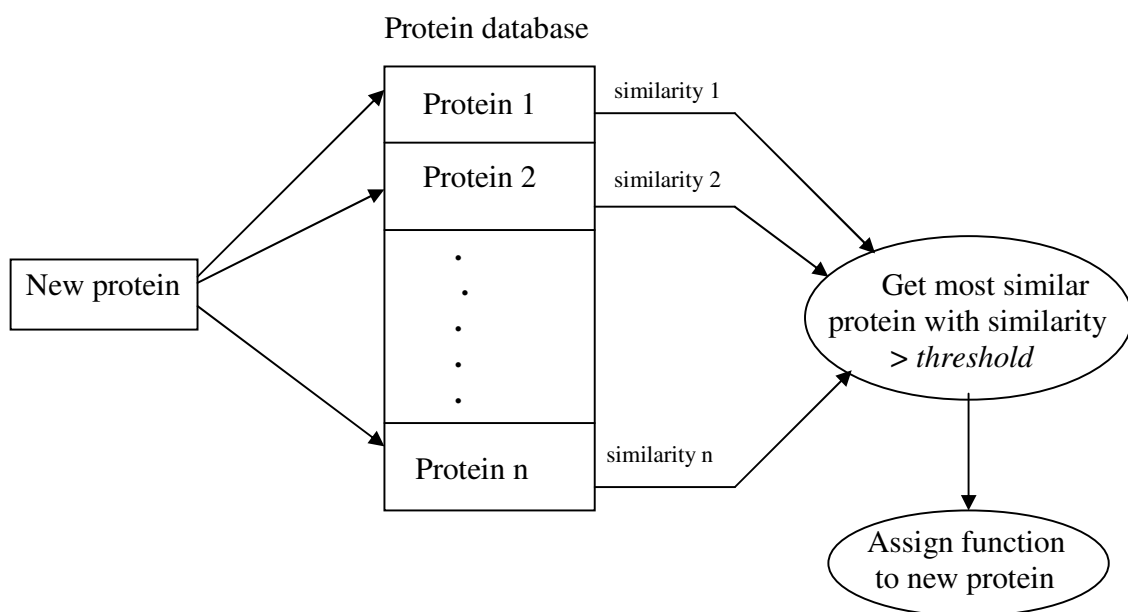 Protein database
Protein 1
similarity 1
Protein 2
similarity 2
New protein
Get most similar
protein with similarity
> threshold
Protein n
similarity n
Assign function
to new protein